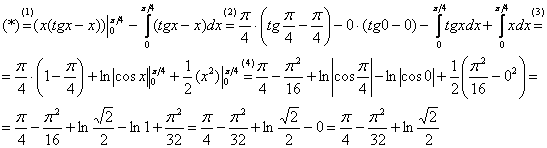 (*) (1)= (x(tgx-x))|₀^{π/4} - ∫₀^{π/4} (tgx-x)dx (2)= π/4 · (tg π/4 - π/4) - 0·(tg0-0) - ∫₀^{π/4} tgxdx + ∫₀^{π/4} xdx (3)=
= π/4 · (1 - π/4) + ln|cos x||₀^{π/4} + 1/2 (x²)|₀^{π/4} (4)= π/4 - π²/16 + ln|cos π/4| - ln|cos 0| + 1/2 (π²/16 - 0²) =
= π/4 - π²/16 + ln √2/2 - ln 1 + π²/32 = π/4 - π²/32 + ln √2/2 - 0 = π/4 - π²/32 + ln √2/2